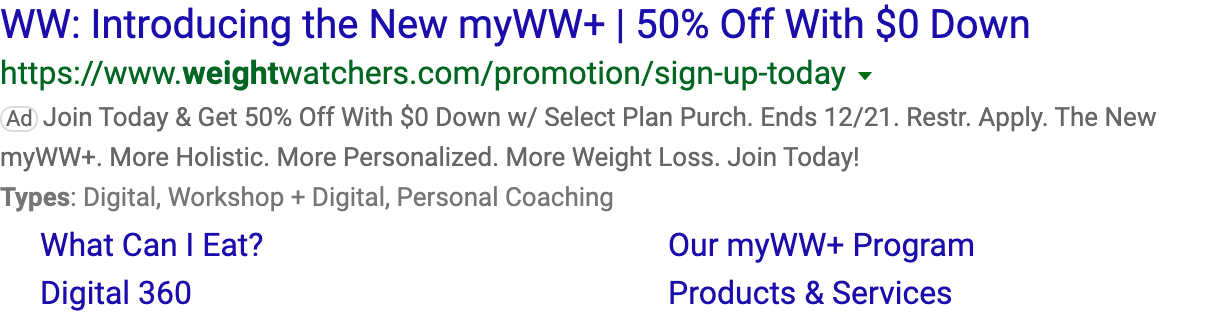 WW: Introducing the New myWW+ | 50% Off With $0 Down
https://www.weightwatchers.com/promotion/sign-up-today
Ad Join Today & Get 50% Off With $0 Down w/ Select Plan Purch. Ends 12/21. Restr. Apply. The New
myWW+. More Holistic. More Personalized. More Weight Loss. Join Today!
Types: Digital, Workshop + Digital, Personal Coaching
What Can I Eat? Our myWW+ Program
Digital 360 Products & Services